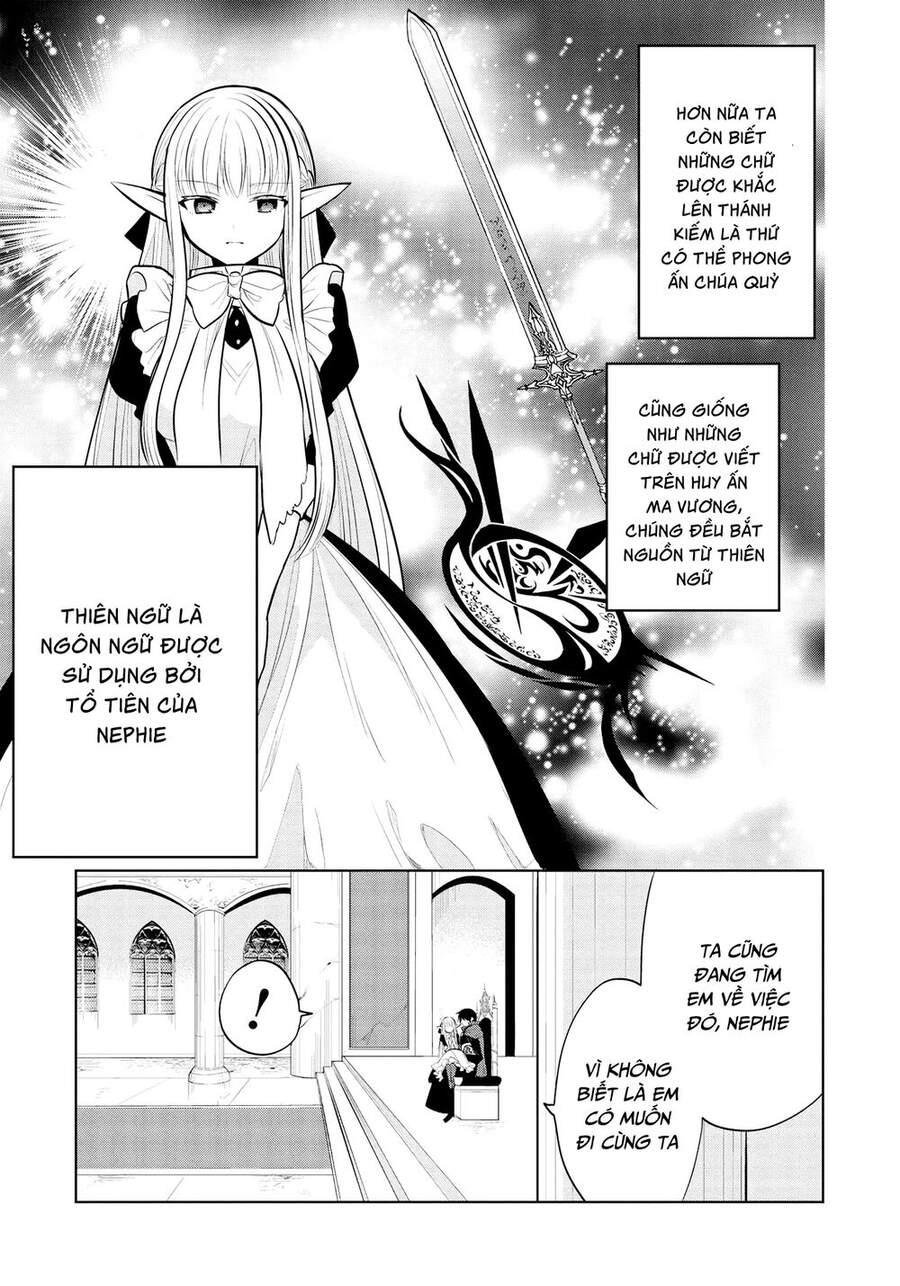 HƠN NỮA TA
CÒN BIẾT
NHỮNG CHỮ
ĐƯỢC KHẮC
LÊN THÁNH
KIẾM LÀ THỨ
CÓ THỂ PHONG
ẤN CHÚA QUỶ
CŨNG GIỐNG
NHƯ NHỮNG
CHỮ ĐƯỢC VIẾT
TRÊN HUY ẤN
MA VƯƠNG,
CHÚNG ĐỀU BẮT
NGUỒN TỪ THIÊN
NGỮ
THIÊN NGỮ LÀ
NGÔN NGỮ ĐƯỢC
SỬ DỤNG BỞI
TỔ TIÊN CỦA
NEPHIE
TA CŨNG
ĐANG TÌM
EM VỀ VIỆC
ĐÓ, NEPHIE
VÌ KHÔNG
BIẾT LÀ EM
CÓ MUỐN
ĐI CÙNG TA
!